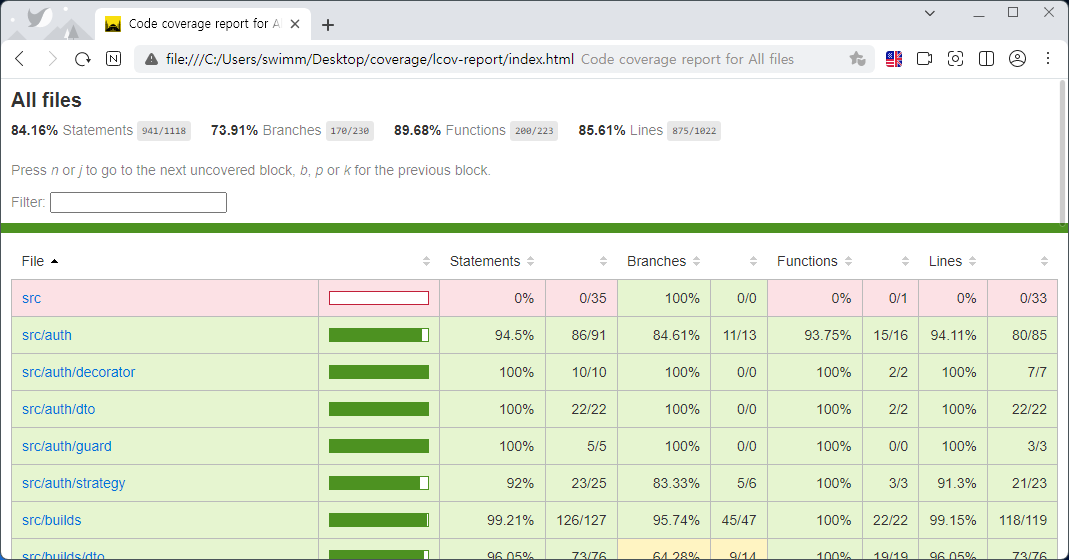 Code coverage report for Al
N
file:///C:/Users/swimm/Desktop/coverage/lcov-report/index.html Code coverage report for All files
All files
84.16% Statements 941/1118 73.91% Branches 170/230 89.68% Functions 200/223 85.61% Lines 875/1022
Press n or j to go to the next uncovered block, b, p or k for the previous block.
Filter:
File Statements Branches Functions Lines
src 0% 0/35 100% 0/0 0% 0/1 0% 0/33
src/auth 94.5% 86/91 84.61% 11/13 93.75% 15/16 94.11% 80/85
src/auth/decorator 100% 10/10 100% 0/0 100% 2/2 100% 7/7
src/auth/dto 100% 22/22 100% 0/0 100% 2/2 100% 22/22
src/auth/guard 100% 5/5 100% 0/0 100% 0/0 100% 3/3
src/auth/strategy 92% 23/25 83.33% 5/6 100% 3/3 91.3% 21/23
src/builds 99.21% 126/127 95.74% 45/47 100% 22/22 99.15% 118/119
src/builds/dto 96.05% 73/76 64.28% 9/14 100% 19/19 96.05% 73/76